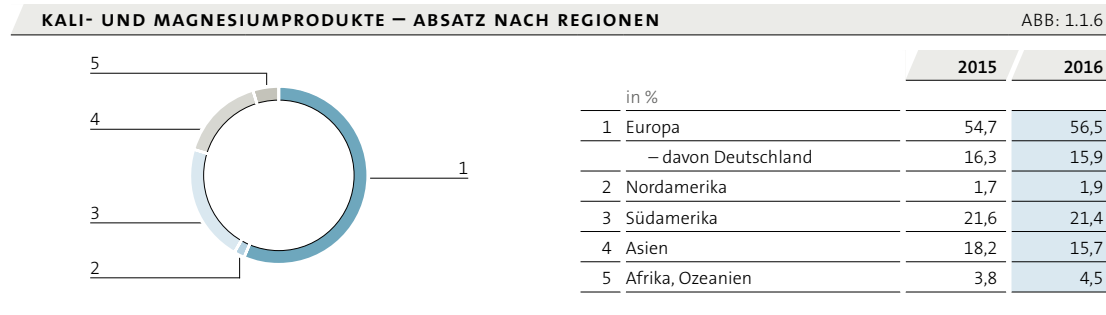 KALI- UND MAGNESIUMPRODUKTE — ABSATZ NACH REGIONEN ABB: 1.1.6
5
4
1
3
2
2015 2016
in %
1 Europa 54,7 56,5
– davon Deutschland 16,3 15,9
2 Nordamerika 1,7 1,9
3 Südamerika 21,6 21,4
4 Asien 18,2 15,7
5 Afrika, Ozeanien 3,8 4,5